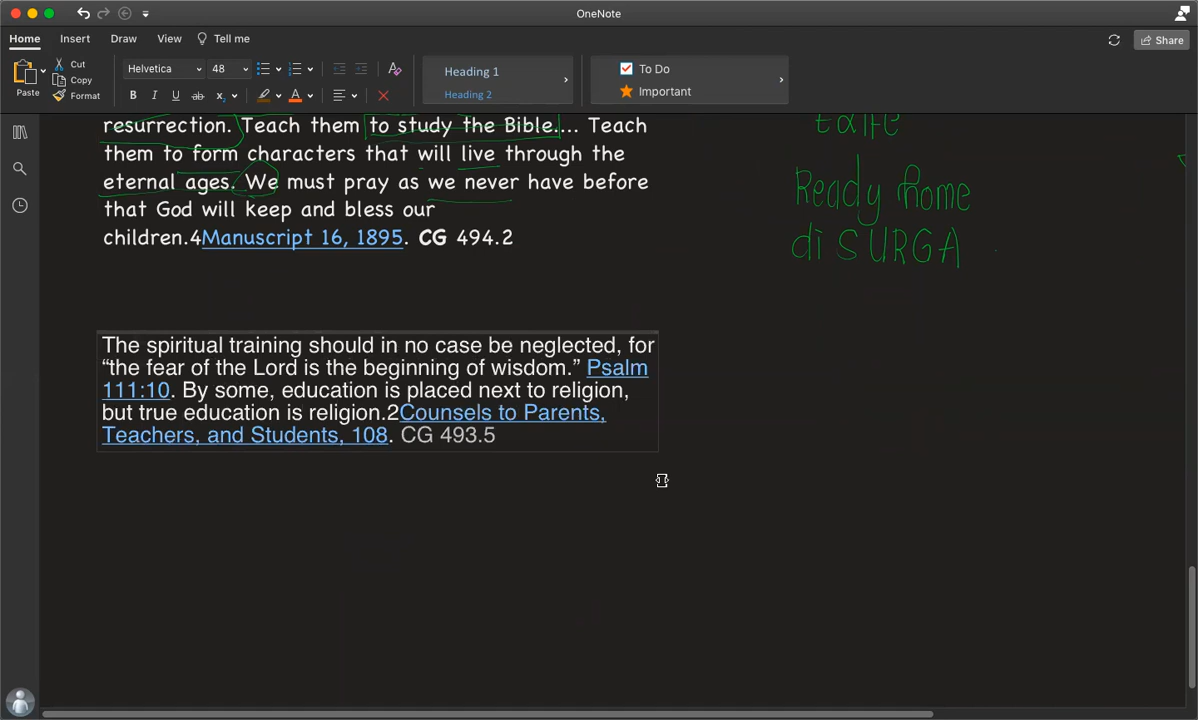 OneNote
Home Insert Draw View Tell me
Share
Paste
Cut
Copy
Format
Helvetica 48
B I U ab x₂ A
Heading 1
Heading 2
To Do
Important
resurrection. Teach them to study the Bible.... Teach
them to form characters that will live through the
eternal ages. We must pray as we never have before
that God will keep and bless our
children.4Manuscript 16, 1895. CG 494.2
Ready home
di SURGA
The spiritual training should in no case be neglected, for
“the fear of the Lord is the beginning of wisdom.” Psalm
111:10. By some, education is placed next to religion,
but true education is religion.2Counsels to Parents,
Teachers, and Students, 108. CG 493.5